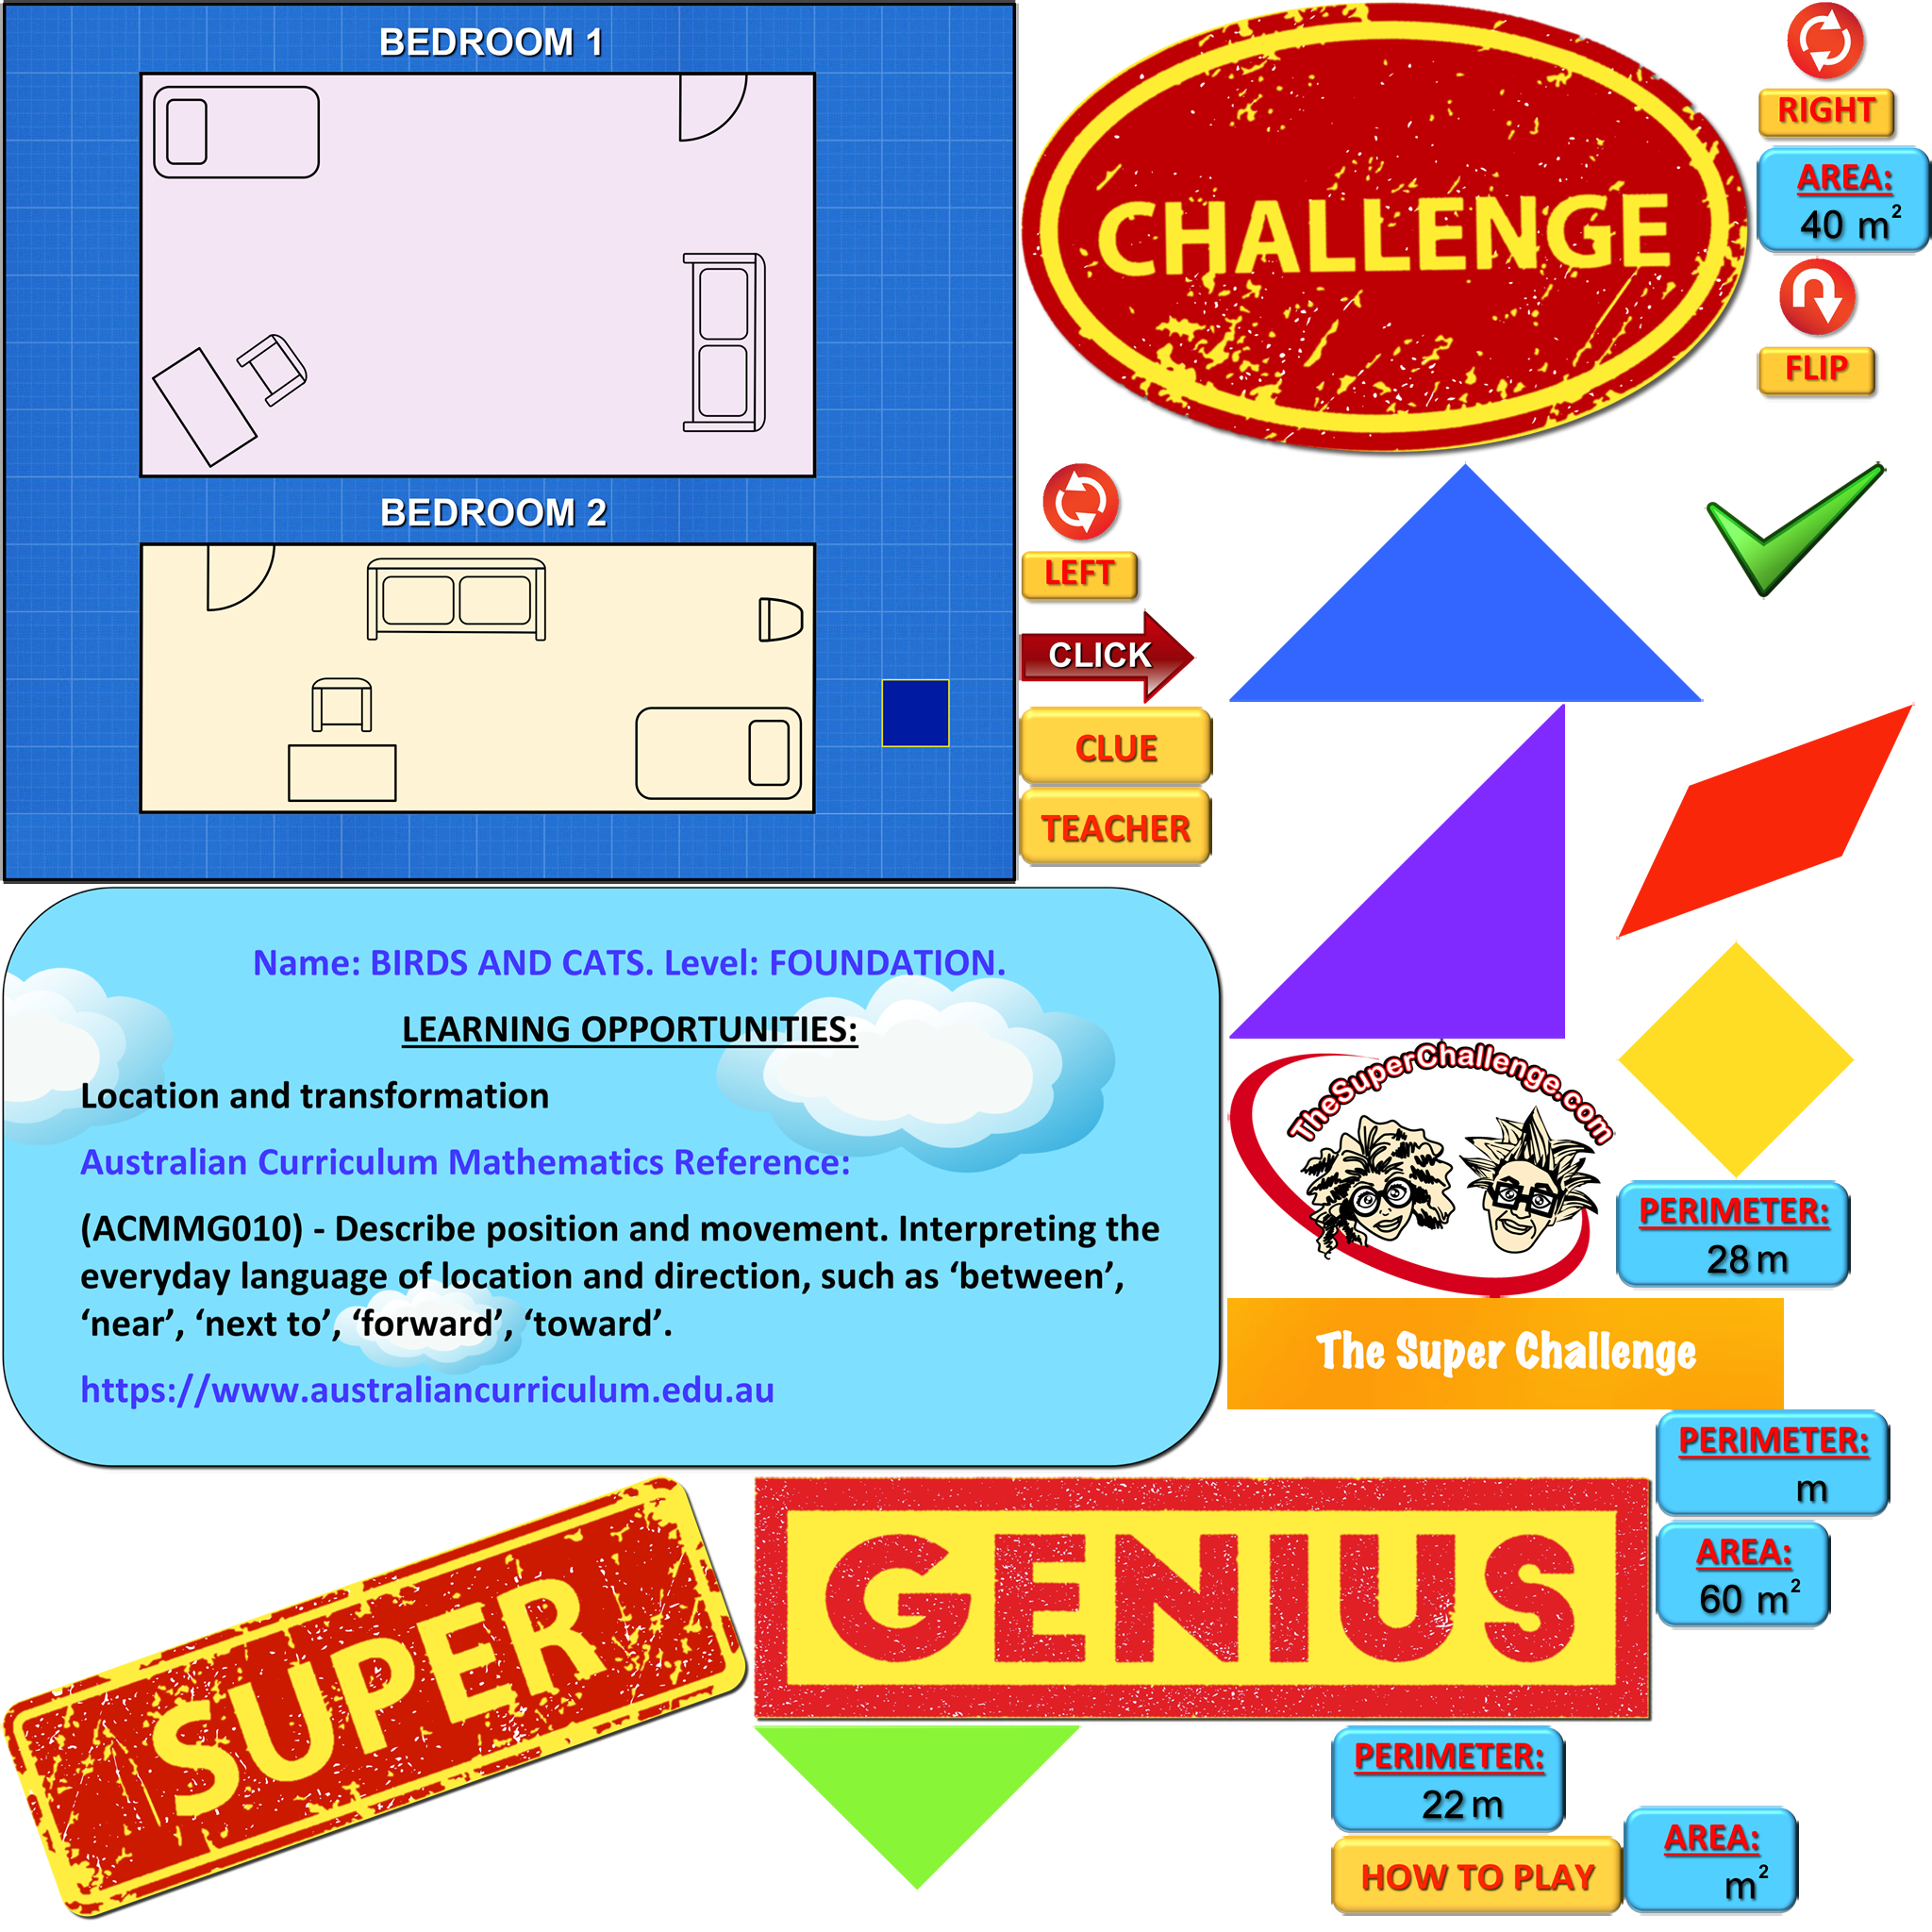 BEDROOM 1
BEDROOM 2
CHALLENGE
RIGHT
AREA:
40 m²
FLIP
LEFT
CLICK
CLUE
TEACHER
Name: BIRDS AND CATS. Level: FOUNDATION.
LEARNING OPPORTUNITIES:
Location and transformation
Australian Curriculum Mathematics Reference:
(ACMMG010) - Describe position and movement. Interpreting the
everyday language of location and direction, such as ‘between’,
‘near’, ‘next to’, ‘forward’, ‘toward’.
https://www.australiancurriculum.edu.au
TheSuperChallenge.com
PERIMETER:
28 m
The Super Challenge
PERIMETER:
m
AREA:
60 m²
SUPER
GENIUS
PERIMETER:
22 m
HOW TO PLAY
AREA:
m²